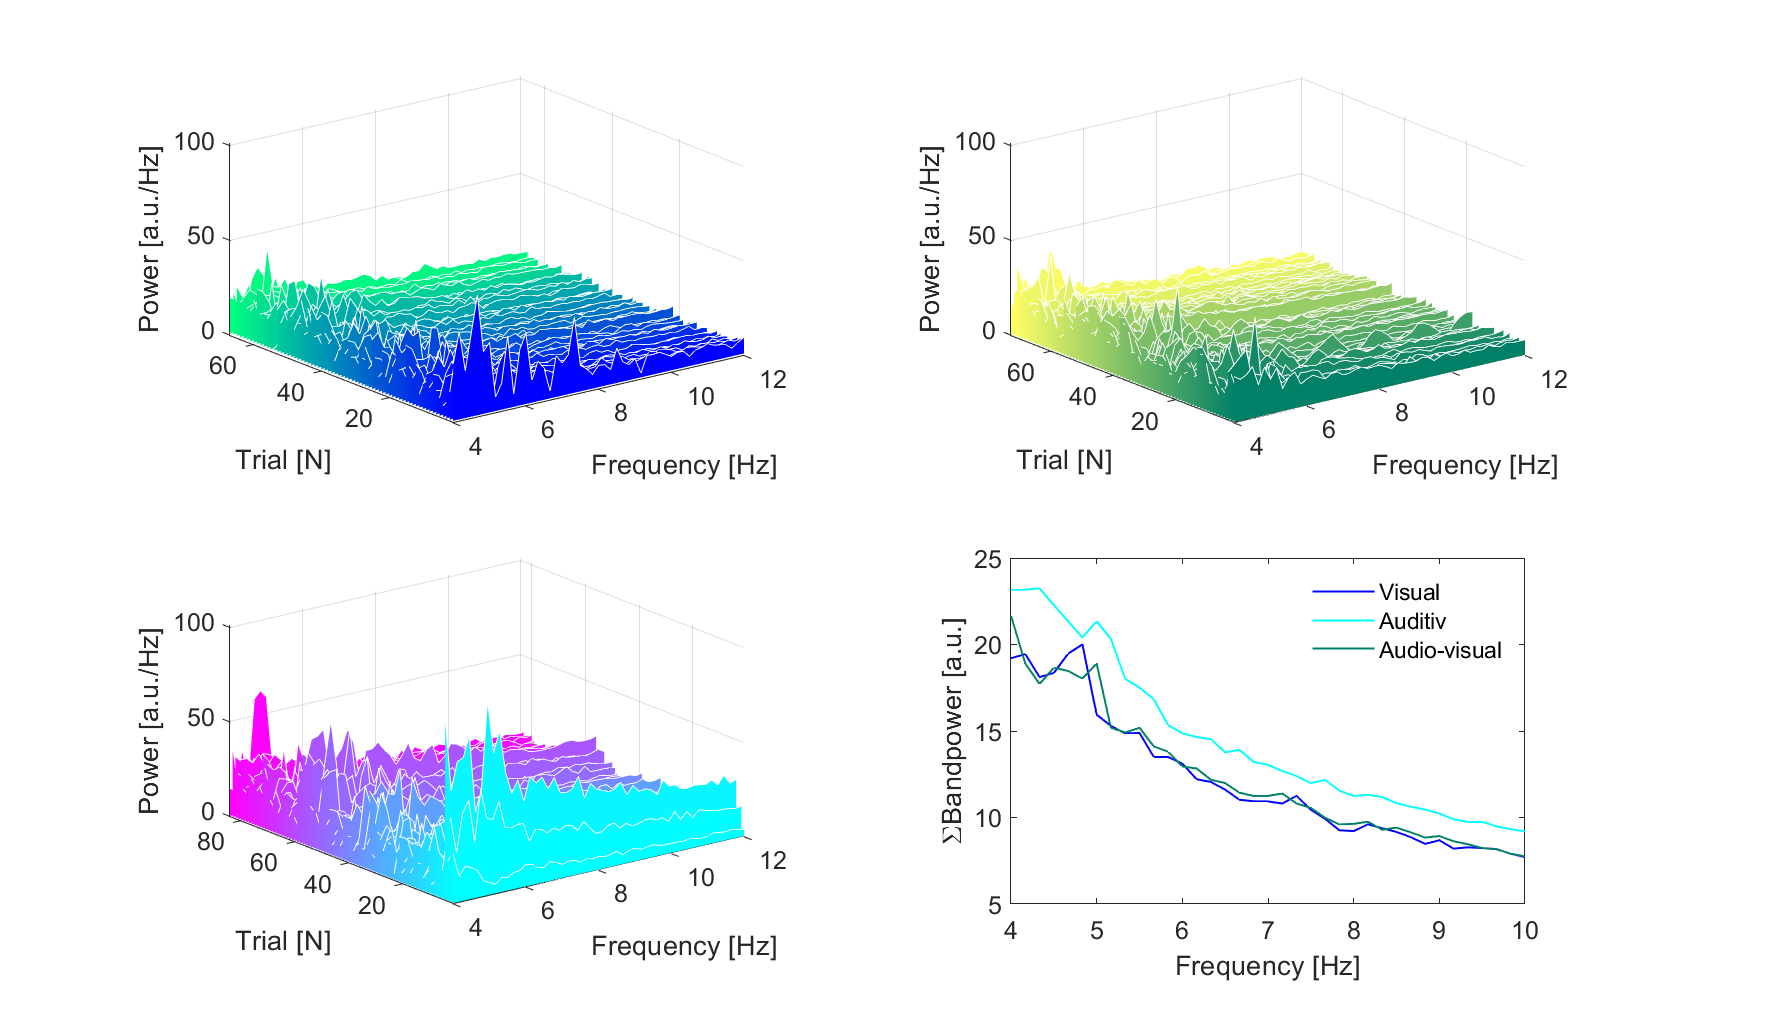 100
50
0
Power [a.u./Hz]
60
40
20
Trial [N]
4
6
8
10
12
Frequency [Hz]
100
50
0
Power [a.u./Hz]
60
40
20
Trial [N]
4
6
8
10
12
Frequency [Hz]
100
50
0
Power [a.u./Hz]
80
60
40
20
Trial [N]
4
6
8
10
12
Frequency [Hz]
25
20
15
10
5
ΣBandpower [a.u.]
Visual
Auditiv
Audio-visual
4 5 6 7 8 9 10
Frequency [Hz]